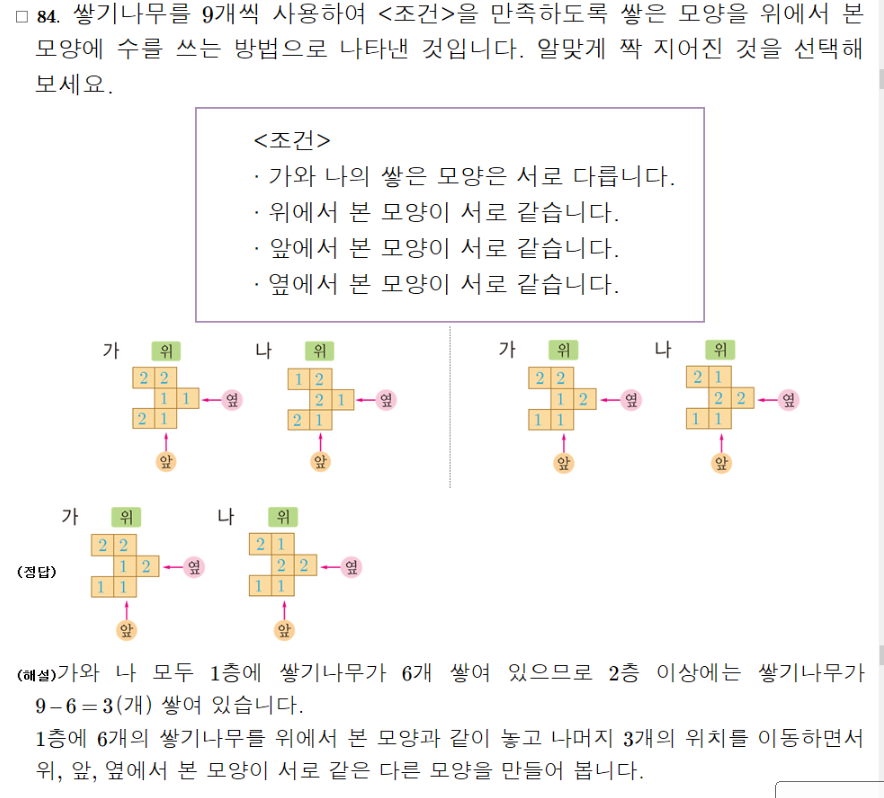 □ 84. 쌓기나무를 9개씩 사용하여 <조건>을 만족하도록 쌓은 모양을 위에서 본
모양에 수를 쓰는 방법으로 나타낸 것입니다. 알맞게 짝 지어진 것을 선택해
보세요.
<조건>
· 가와 나의 쌓은 모양은 서로 다릅니다.
· 위에서 본 모양이 서로 같습니다.
· 앞에서 본 모양이 서로 같습니다.
· 옆에서 본 모양이 서로 같습니다.
가 위 나 위 가 위 나 위
2 2 1 2 2 2 2 1
1 1 옆 2 1 옆 1 2 옆 2 2 옆
2 1 2 1 1 1 1 1
앞 앞 앞 앞
가 위 나 위
2 2 2 1
(정답) 1 2 옆 2 2 옆
1 1 1 1
앞 앞
(해설)가와 나 모두 1층에 쌓기나무가 6개 쌓여 있으므로 2층 이상에는 쌓기나무가
9-6=3(개) 쌓여 있습니다.
1층에 6개의 쌓기나무를 위에서 본 모양과 같이 놓고 나머지 3개의 위치를 이동하면서
위, 앞, 옆에서 본 모양이 서로 같은 다른 모양을 만들어 봅니다.